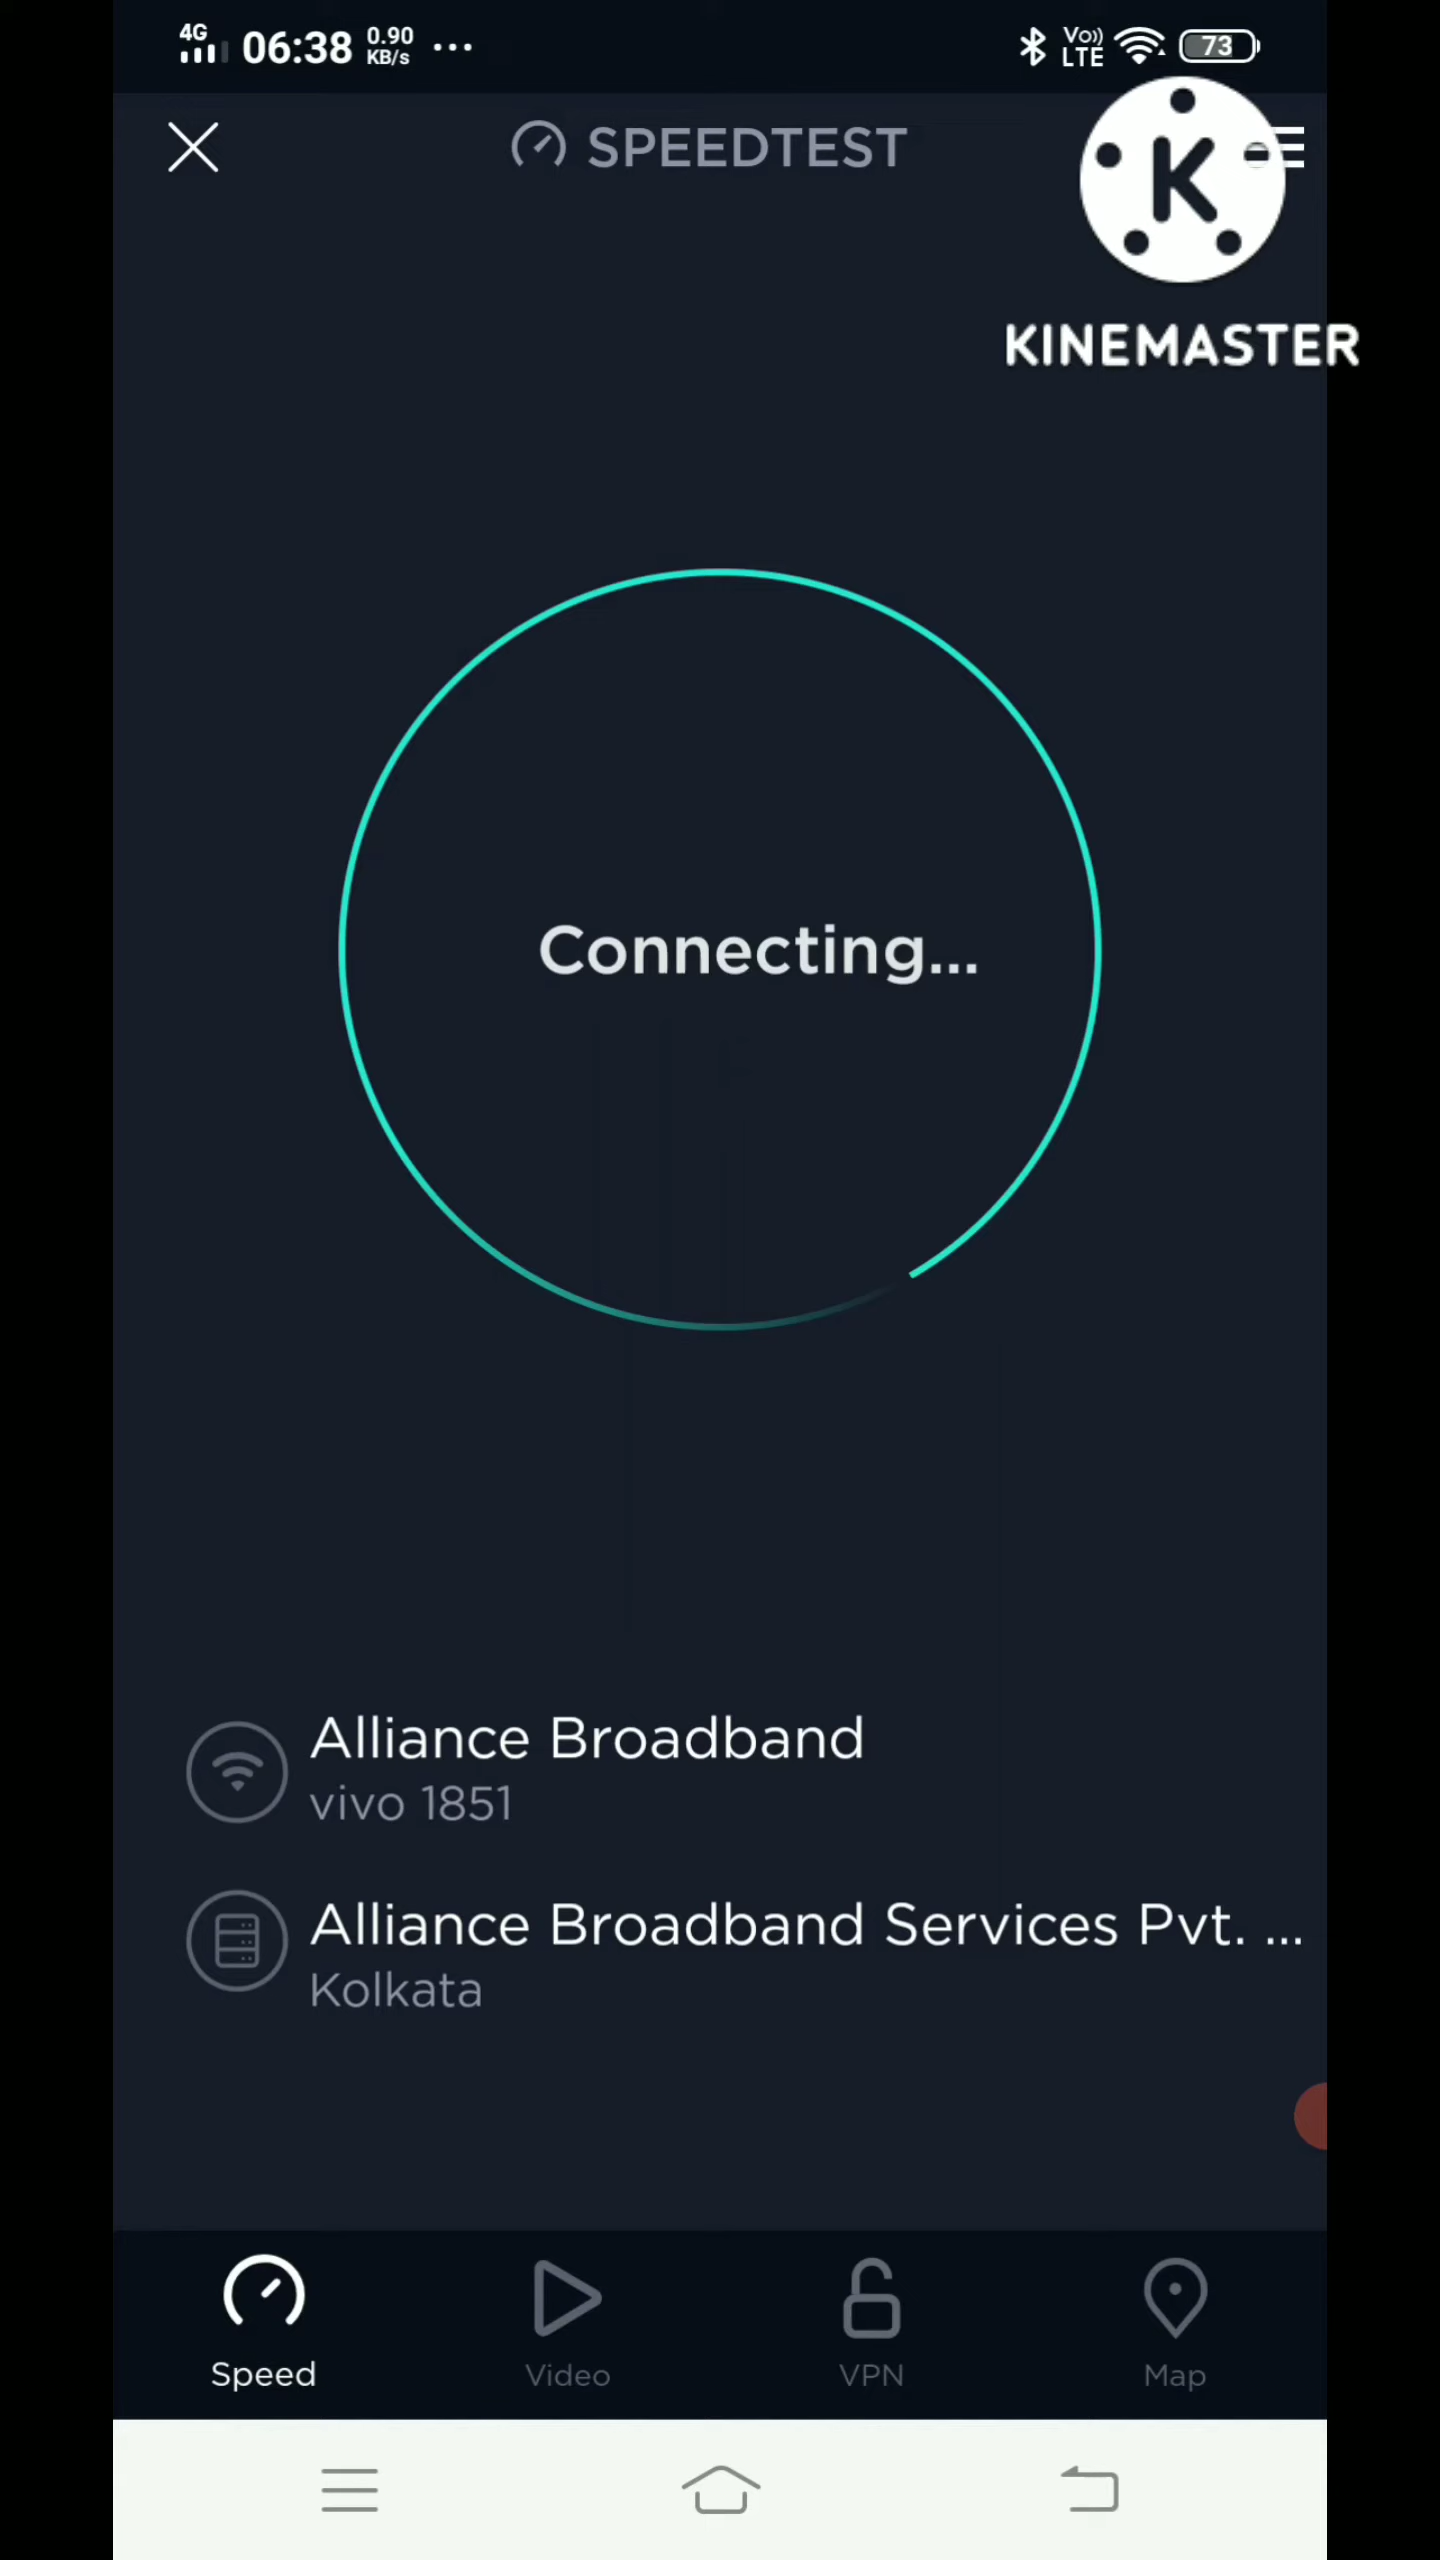 4G 06:38 0.90 KB/s ... Vo)) LTE 73
SPEEDTEST
K
KINEMASTER
Connecting...
Alliance Broadband
vivo 1851
Alliance Broadband Services Pvt. ...
Kolkata
Speed Video VPN Map